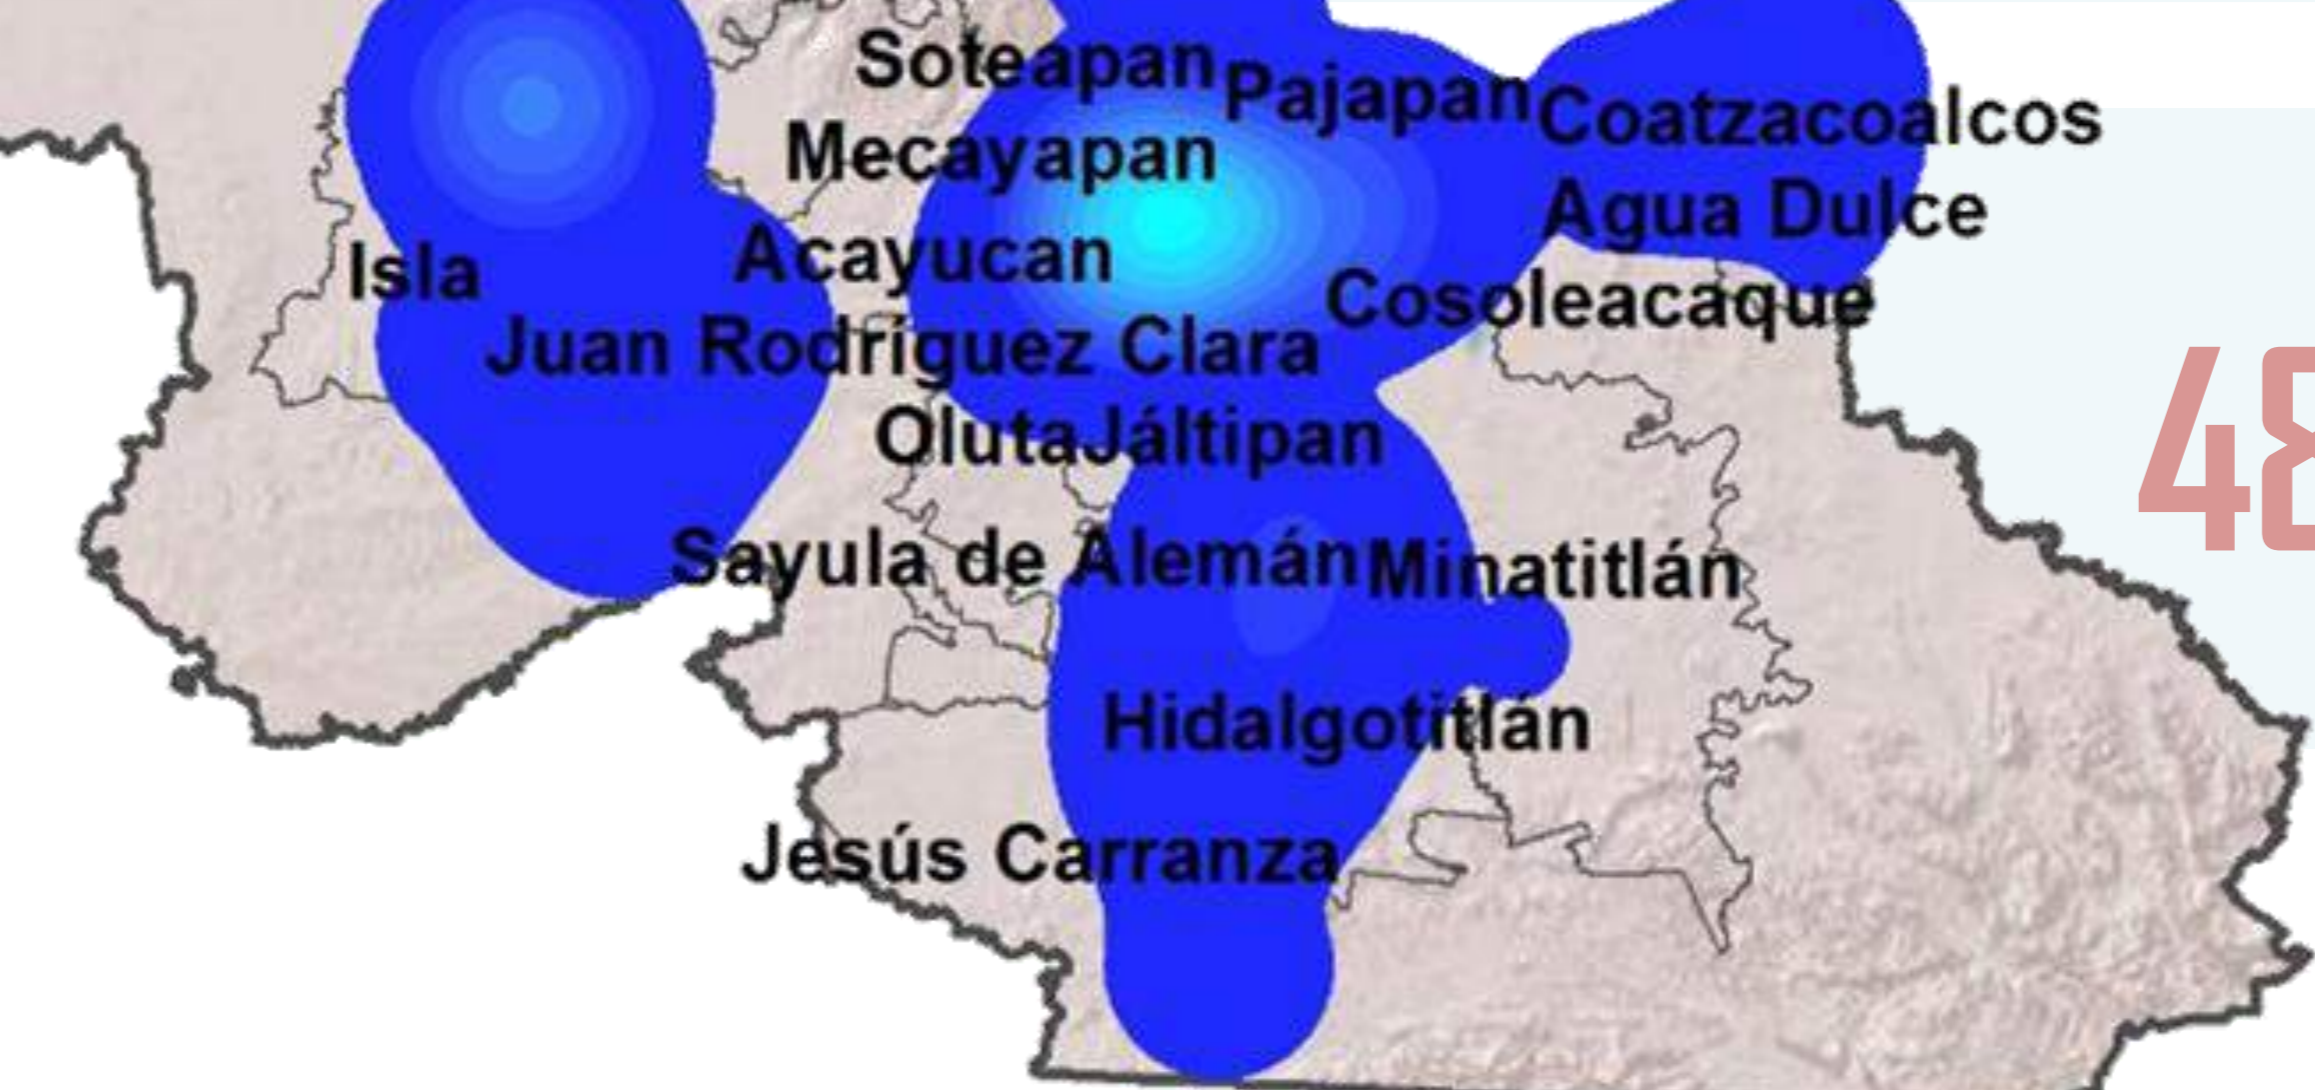 Soteapan
Pajapan
Coatzacoalcos
Mecayapan
Agua Dulce
Acayucan
Isla
Cosoleacaque
Juan Rodríguez Clara
Oluta
Jáltipan
Sayula de Alemán
Minatitlán
Hidalgotitlán
Jesús Carranza
48